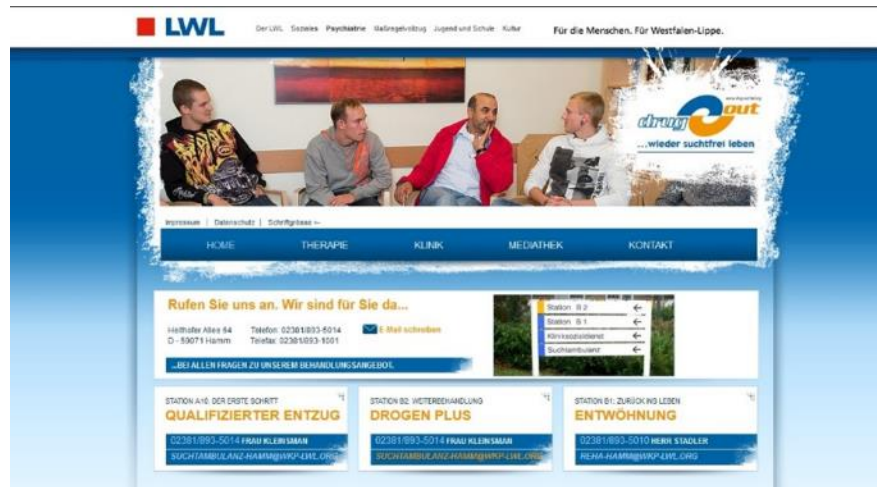 LWL
Der LWL Soziales Psychiatrie Maßregelvollzug Jugend und Schule Kultur
Für die Menschen. Für Westfalen-Lippe.
drug out
...wieder suchtfrei leben
Impressum | Datenschutz | Schriftgrösse
HOME THERAPIE KLINIK MEDIATHEK KONTAKT
Rufen Sie uns an. Wir sind für Sie da...
Heithofer Allee 64 Telefon: 02381/893-5014 E-Mail schreiben
D - 59071 Hamm Telefax: 02381/893-1001
...BEI ALLEN FRAGEN ZU UNSEREM BEHANDLUNGSANGEBOT.
Station B 2
Station B 1
Kliniksozialdienst
Suchtambulanz
STATION A10: DER ERSTE SCHRITT
QUALIFIZIERTER ENTZUG
02381/893-5014 FRAU KLEINSMAN
SUCHTAMBULANZ-HAMM@WKP-LWL.ORG
STATION B2: WEITERBEHANDLUNG
DROGEN PLUS
02381/893-5014 FRAU KLEINSMAN
SUCHTAMBULANZ-HAMM@WKP-LWL.ORG
STATION B1: ZURÜCK INS LEBEN
ENTWÖHNUNG
02381/893-5010 HERR STADLER
REHA-HAMM@WKP-LWL.ORG